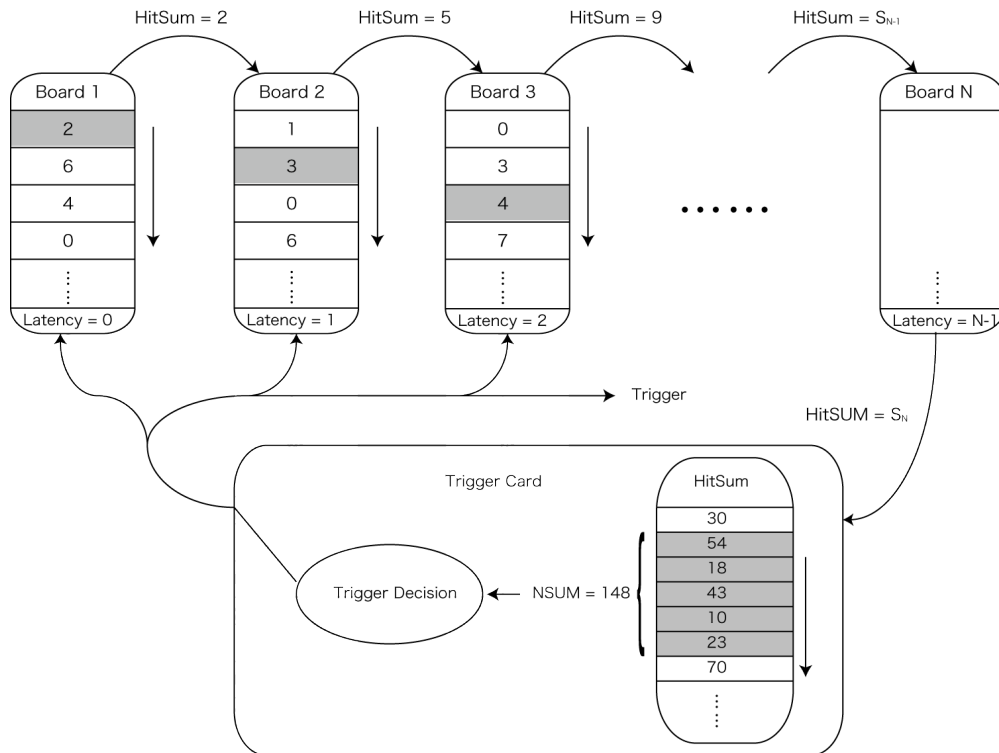 HitSum = 2
HitSum = 5
HitSum = 9
HitSum = S_N-1
Board 1
2
6
4
0
Latency = 0
Board 2
1
3
0
6
Latency = 1
Board 3
0
3
4
7
Latency = 2
Board N
Latency = N-1
Trigger
HitSUM = S_N
Trigger Card
HitSum
30
54
18
43
10
23
70
NSUM = 148
Trigger Decision